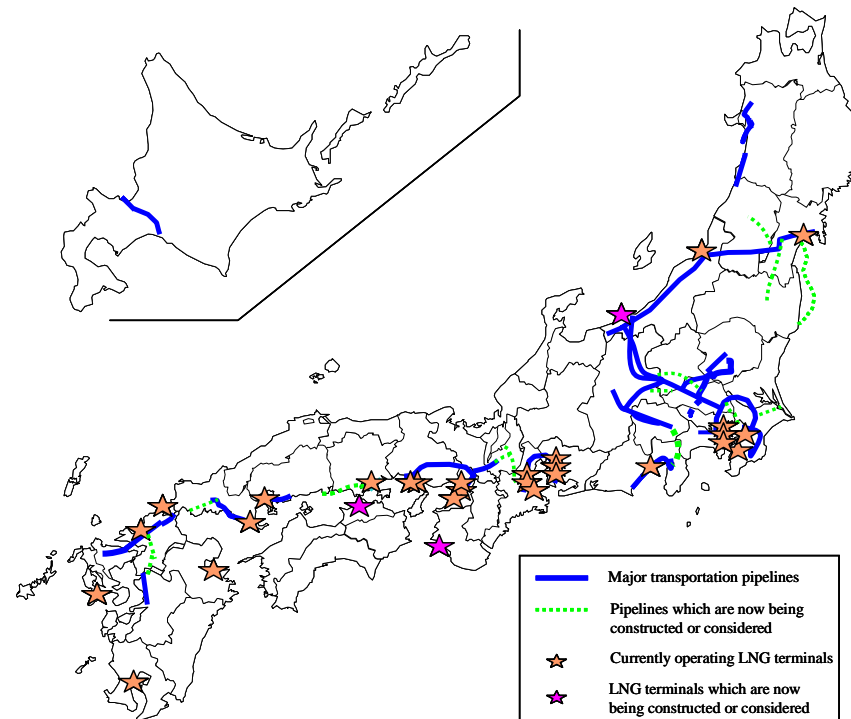 Major transportation pipelines
Pipelines which are now being
constructed or considered
Currently operating LNG terminals
LNG terminals which are now
being constructed or considered